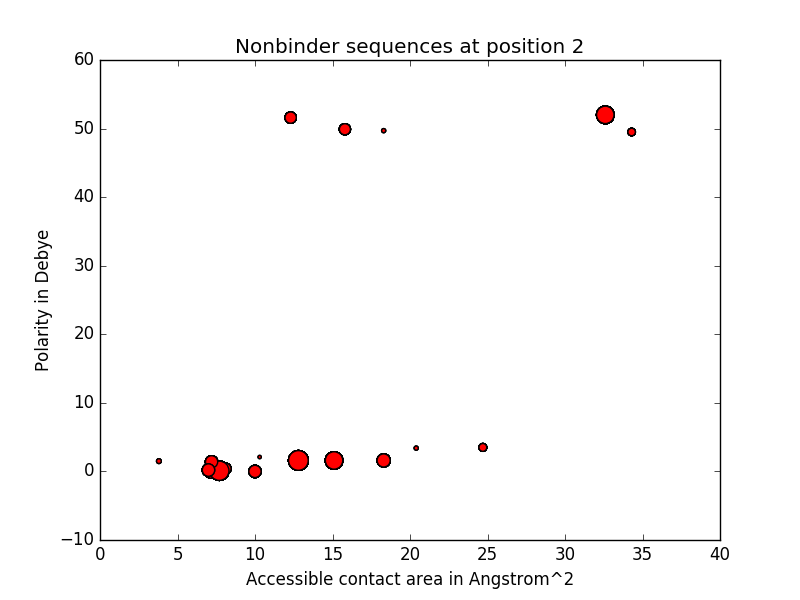 Nonbinder sequences at position 2
60
50
40
30
20
10
0
−10
Polarity in Debye
0 5 10 15 20 25 30 35 40
Accessible contact area in Angstrom^2